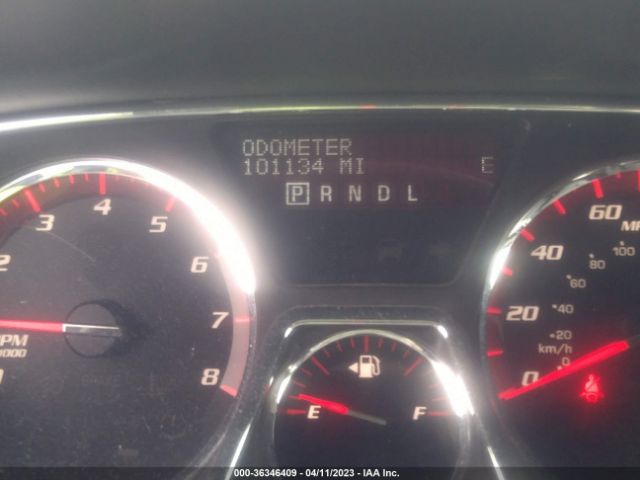 ODOMETER
101134 MI E
P R N D L
2 3 4 5 6 7 8
0 20 40 60
0 20 40 60 80 100
km/h
E F
000-36346409 - 04/11/2023 - IAA Inc.